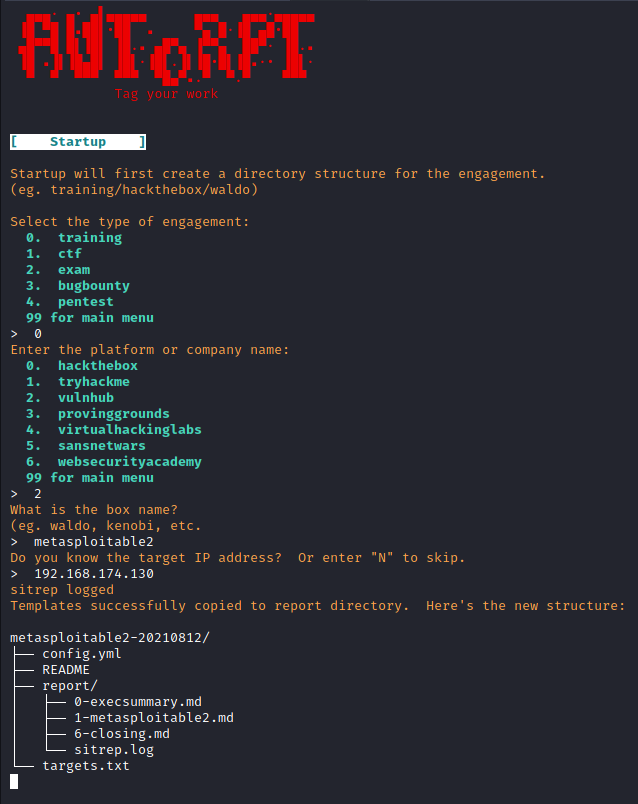 Tag your work
[ Startup ]
Startup will first create a directory structure for the engagement.
(eg. training/hackthebox/waldo)
Select the type of engagement:
0. training
1. ctf
2. exam
3. bugbounty
4. pentest
99 for main menu
> 0
Enter the platform or company name:
0. hackthebox
1. tryhackme
2. vulnhub
3. provinggrounds
4. virtualhackinglabs
5. sansnetwars
6. websecurityacademy
99 for main menu
> 2
What is the box name?
(eg. waldo, kenobi, etc.
> metasploitable2
Do you know the target IP address?  Or enter "N" to skip.
> 192.168.174.130
sitrep logged
Templates successfully copied to report directory.  Here's the new structure:
metasploitable2-20210812/
├── config.yml
├── README
├── report/
│   ├── 0-execsummary.md
│   ├── 1-metasploitable2.md
│   ├── 6-closing.md
│   └── sitrep.log
└── targets.txt